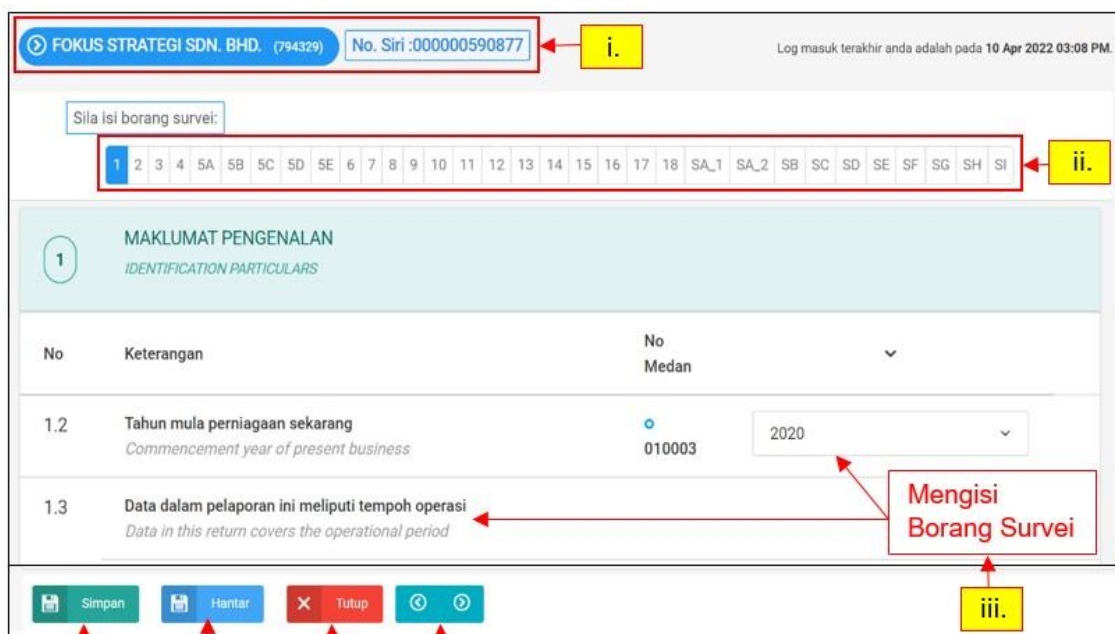 FOKUS STRATEGI SDN. BHD. (794329) No. Siri :000000590877 i. Log masuk terakhir anda adalah pada 10 Apr 2022 03:08 PM.
Sila isi borang survei:
1 2 3 4 5A 5B 5C 5D 5E 6 7 8 9 10 11 12 13 14 15 16 17 18 SA_1 SA_2 SB SC SD SE SF SG SH SI ii.
1 MAKLUMAT PENGENALAN
IDENTIFICATION PARTICULARS
No Keterangan No
Medan
1.2 Tahun mula perniagaan sekarang
Commencement year of present business
010003 2020
1.3 Data dalam pelaporan ini meliputi tempoh operasi
Data in this return covers the operational period
Mengisi
Borang Survei
Simpan Hantar Tutup iii.